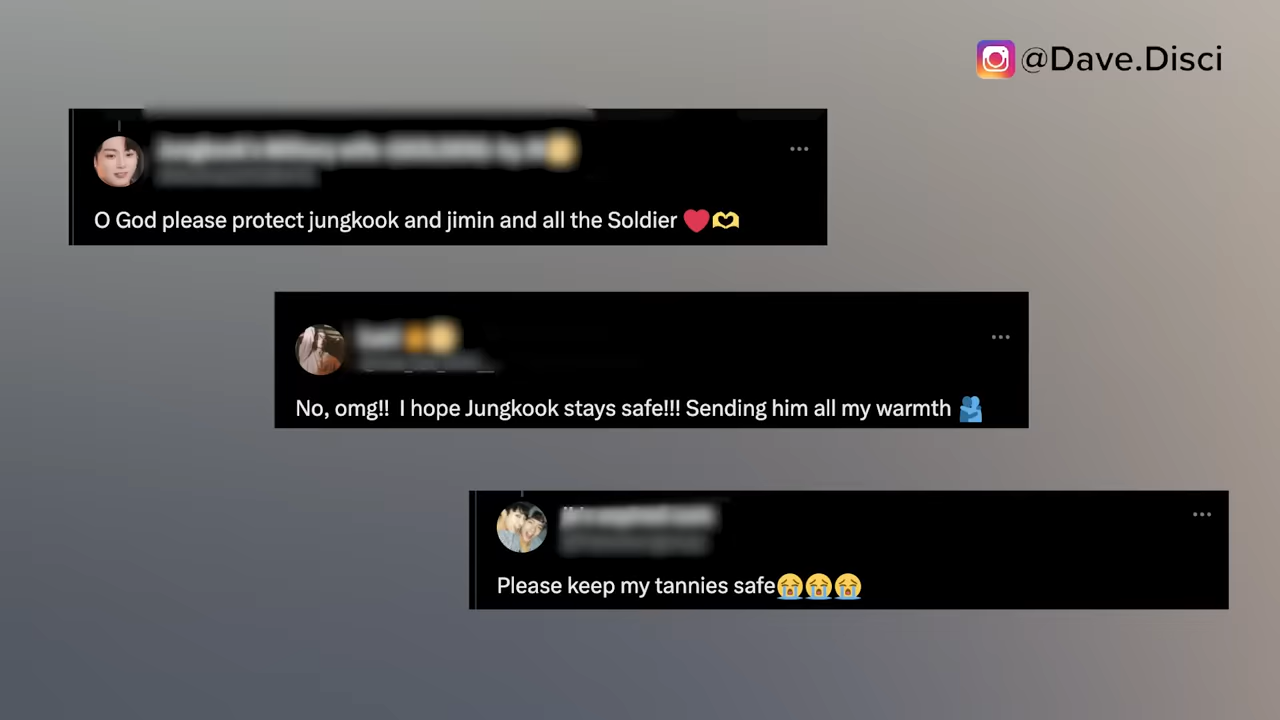 @Dave.Disci
O God please protect jungkook and jimin and all the Soldier ❤️🫶
No, omg!! I hope Jungkook stays safe!!! Sending him all my warmth 🫂
Please keep my tannies safe😭😭😭